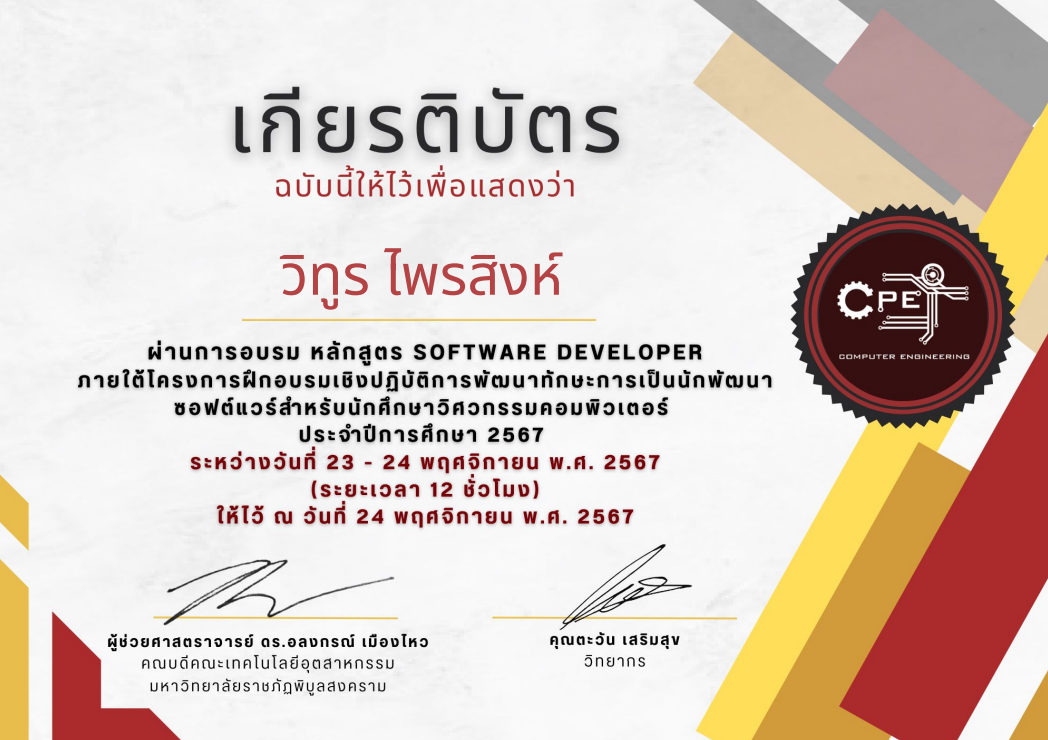 เกียรติบัตร
ฉบับนี้ให้ไว้เพื่อแสดงว่า
วิทูร ไพรสิงห์
ผ่านการอบรม หลักสูตร SOFTWARE DEVELOPER
ภายใต้โครงการฝึกอบรมเชิงปฏิบัติการพัฒนาทักษะการเป็นนักพัฒนา
ซอฟต์แวร์สำหรับนักศึกษาวิศวกรรมคอมพิวเตอร์
ประจำปีการศึกษา 2567
ระหว่างวันที่ 23 - 24 พฤศจิกายน พ.ศ. 2567
(ระยะเวลา 12 ชั่วโมง)
ให้ไว้ ณ วันที่ 24 พฤศจิกายน พ.ศ. 2567
CPE
COMPUTER ENGINEERING
ผู้ช่วยศาสตราจารย์ ดร.อลงกรณ์ เมืองไหว
คณบดีคณะเทคโนโลยีอุตสาหกรรม
มหาวิทยาลัยราชภัฏพิบูลสงคราม
คุณตะวัน เสริมสุข
วิทยากร